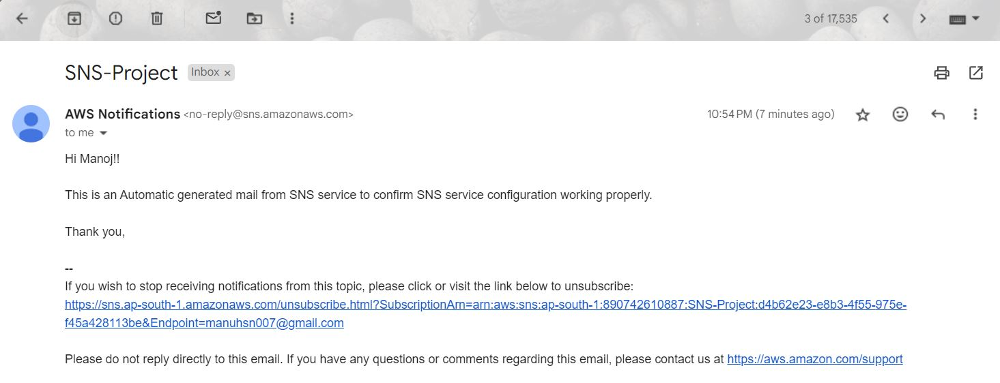 3 of 17,535
SNS-Project Inbox ×
AWS Notifications <no-reply@sns.amazonaws.com> 10:54 PM (7 minutes ago)
to me
Hi Manoj!!
This is an Automatic generated mail from SNS service to confirm SNS service configuration working properly.
Thank you,
--
If you wish to stop receiving notifications from this topic, please click or visit the link below to unsubscribe:
https://sns.ap-south-1.amazonaws.com/unsubscribe.html?SubscriptionArn=arn:aws:sns:ap-south-1:890742610887:SNS-Project:d4b62e23-e8b3-4f55-975e-
f45a428113be&Endpoint=manuhsn007@gmail.com
Please do not reply directly to this email. If you have any questions or comments regarding this email, please contact us at https://aws.amazon.com/support